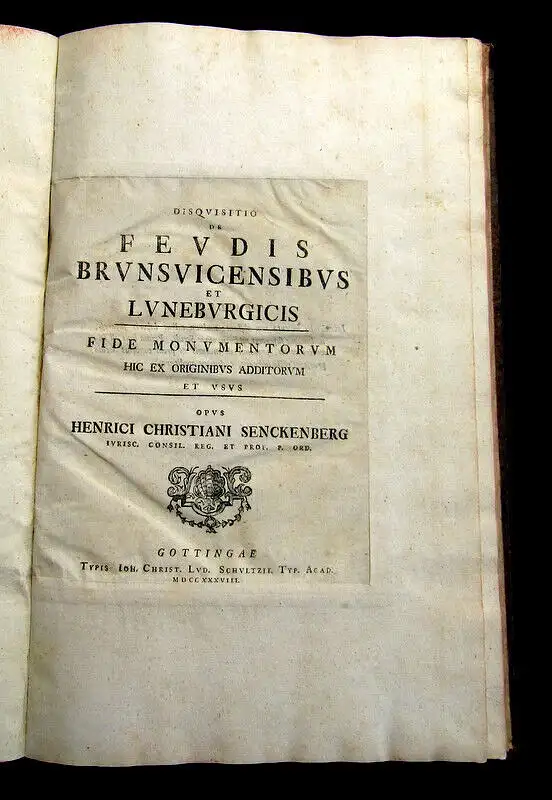 DISQVISITIO
DE
FEVDIS
BRVNSVICENSIBVS
ET
LVNEBVRGICIS
FIDE MONVMENTORVM
HIC EX ORIGINIBVS ADDITORVM
ET VSVS
OPVS
HENRICI CHRISTIANI SENCKENBERG
IVRISC. CONSIL. REG. ET PROF. P. ORD.
GOTTINGAE
TYPIS IOH. CHRIST. LVD. SCHVLTZII, TYP. ACAD.
MDCCXXXVIII.